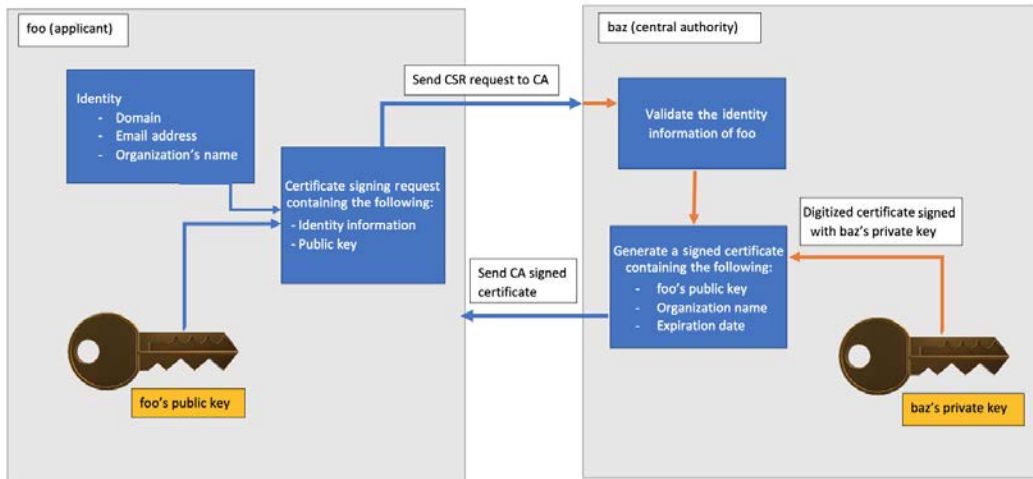 foo (applicant)
Identity
- Domain
- Email address
- Organization's name
Certificate signing request
containing the following:
- Identity information
- Public key
foo's public key
Send CSR request to CA
Send CA signed
certificate
baz (central authority)
Validate the identity
information of foo
Generate a signed certificate
containing the following:
- foo's public key
- Organization name
- Expiration date
Digitized certificate signed
with baz's private key
baz's private key